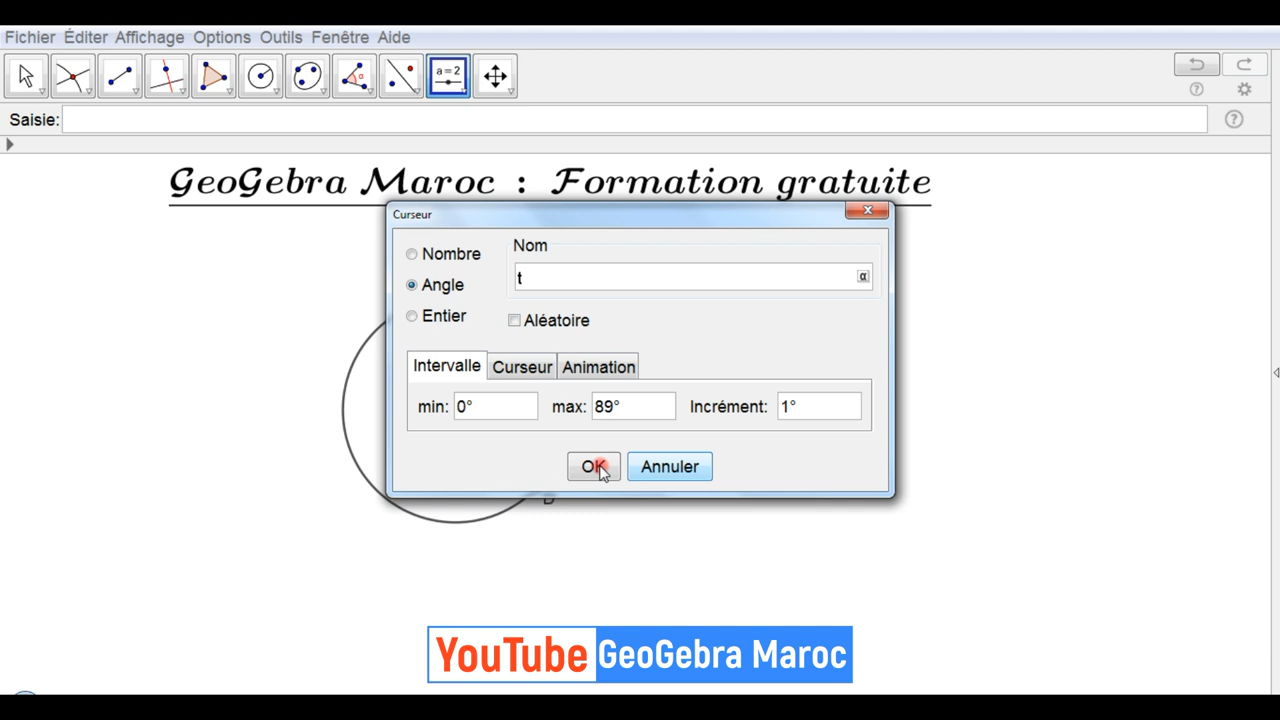 Fichier Éditer Affichage Options Outils Fenêtre Aide
a = 2
Saisie:
GeoGebra Maroc : Formation gratuite
Curseur
Nombre
Nom
Angle
t
α
Entier
Aléatoire
Intervalle Curseur Animation
min: 0° max: 89° Incrément: 1°
OK Annuler
YouTube GeoGebra Maroc